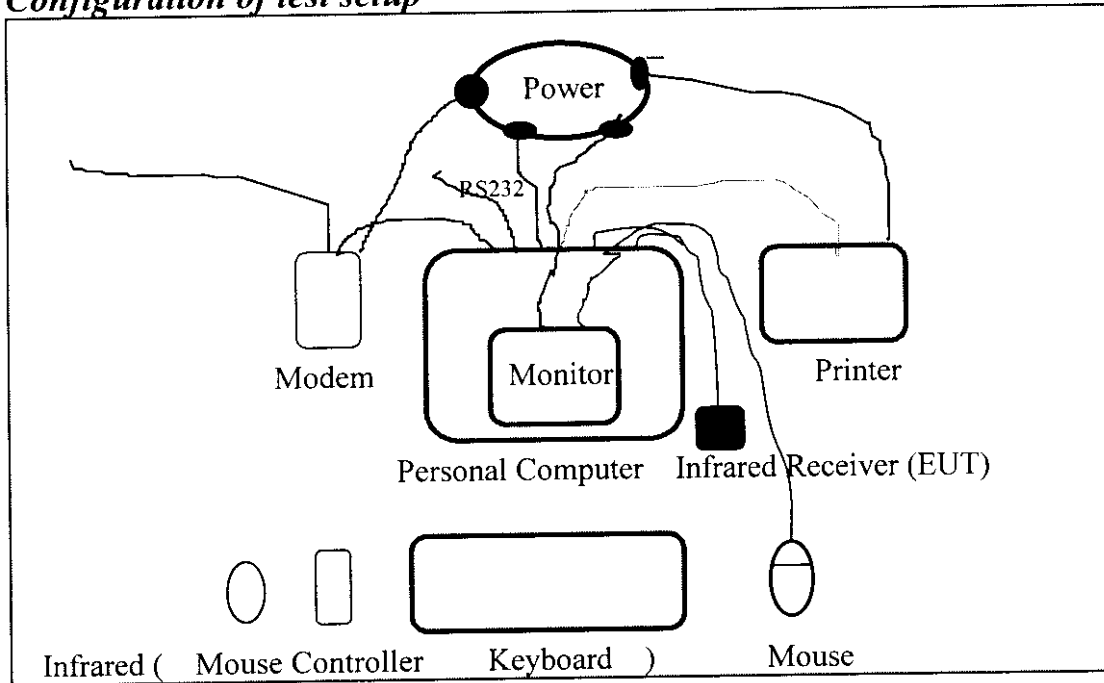 Configuration of test setup
Power
RS232
Modem
Monitor
Printer
Personal Computer
Infrared Receiver (EUT)
Infrared ( Mouse Controller Keyboard ) Mouse